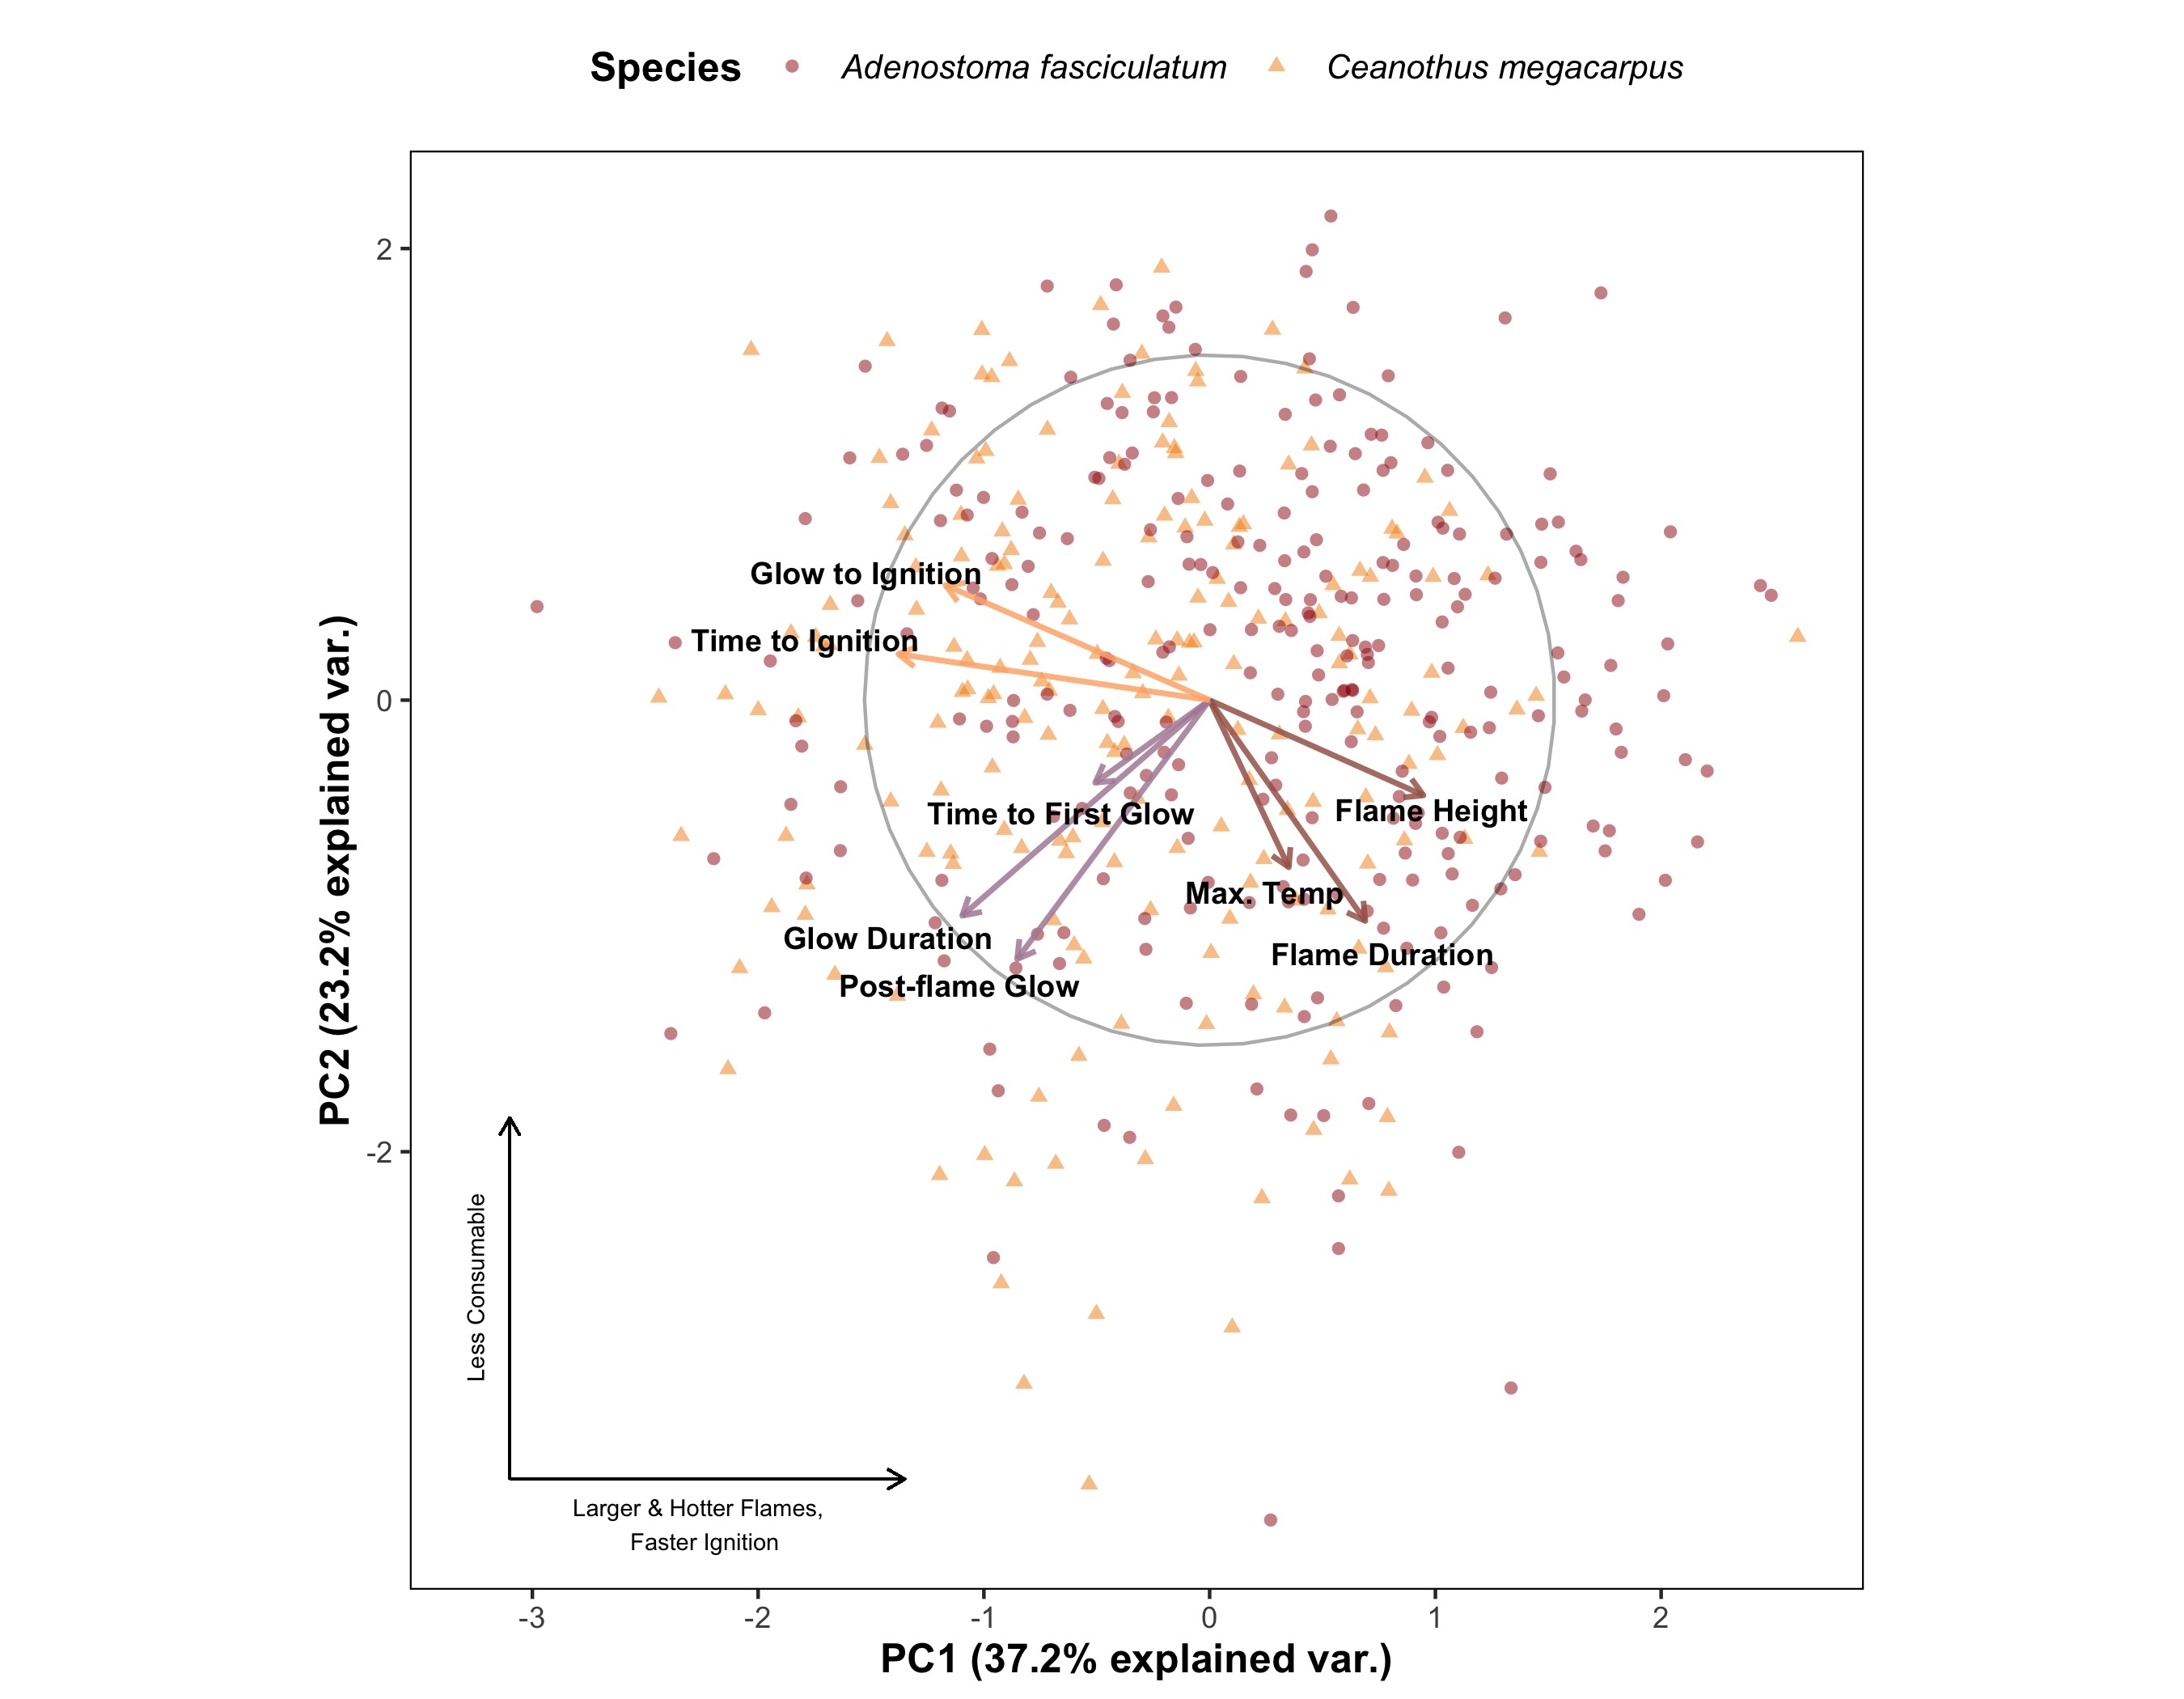 Species Adenostoma fasciculatum Ceanothus megacarpus
PC2 (23.2% explained var.)
2
0
-2
Glow to Ignition
Time to Ignition
Time to First Glow
Flame Height
Max. Temp
Glow Duration
Flame Duration
Post-flame Glow
Less Consumable
Larger & Hotter Flames,
Faster Ignition
-3 -2 -1 0 1 2
PC1 (37.2% explained var.)